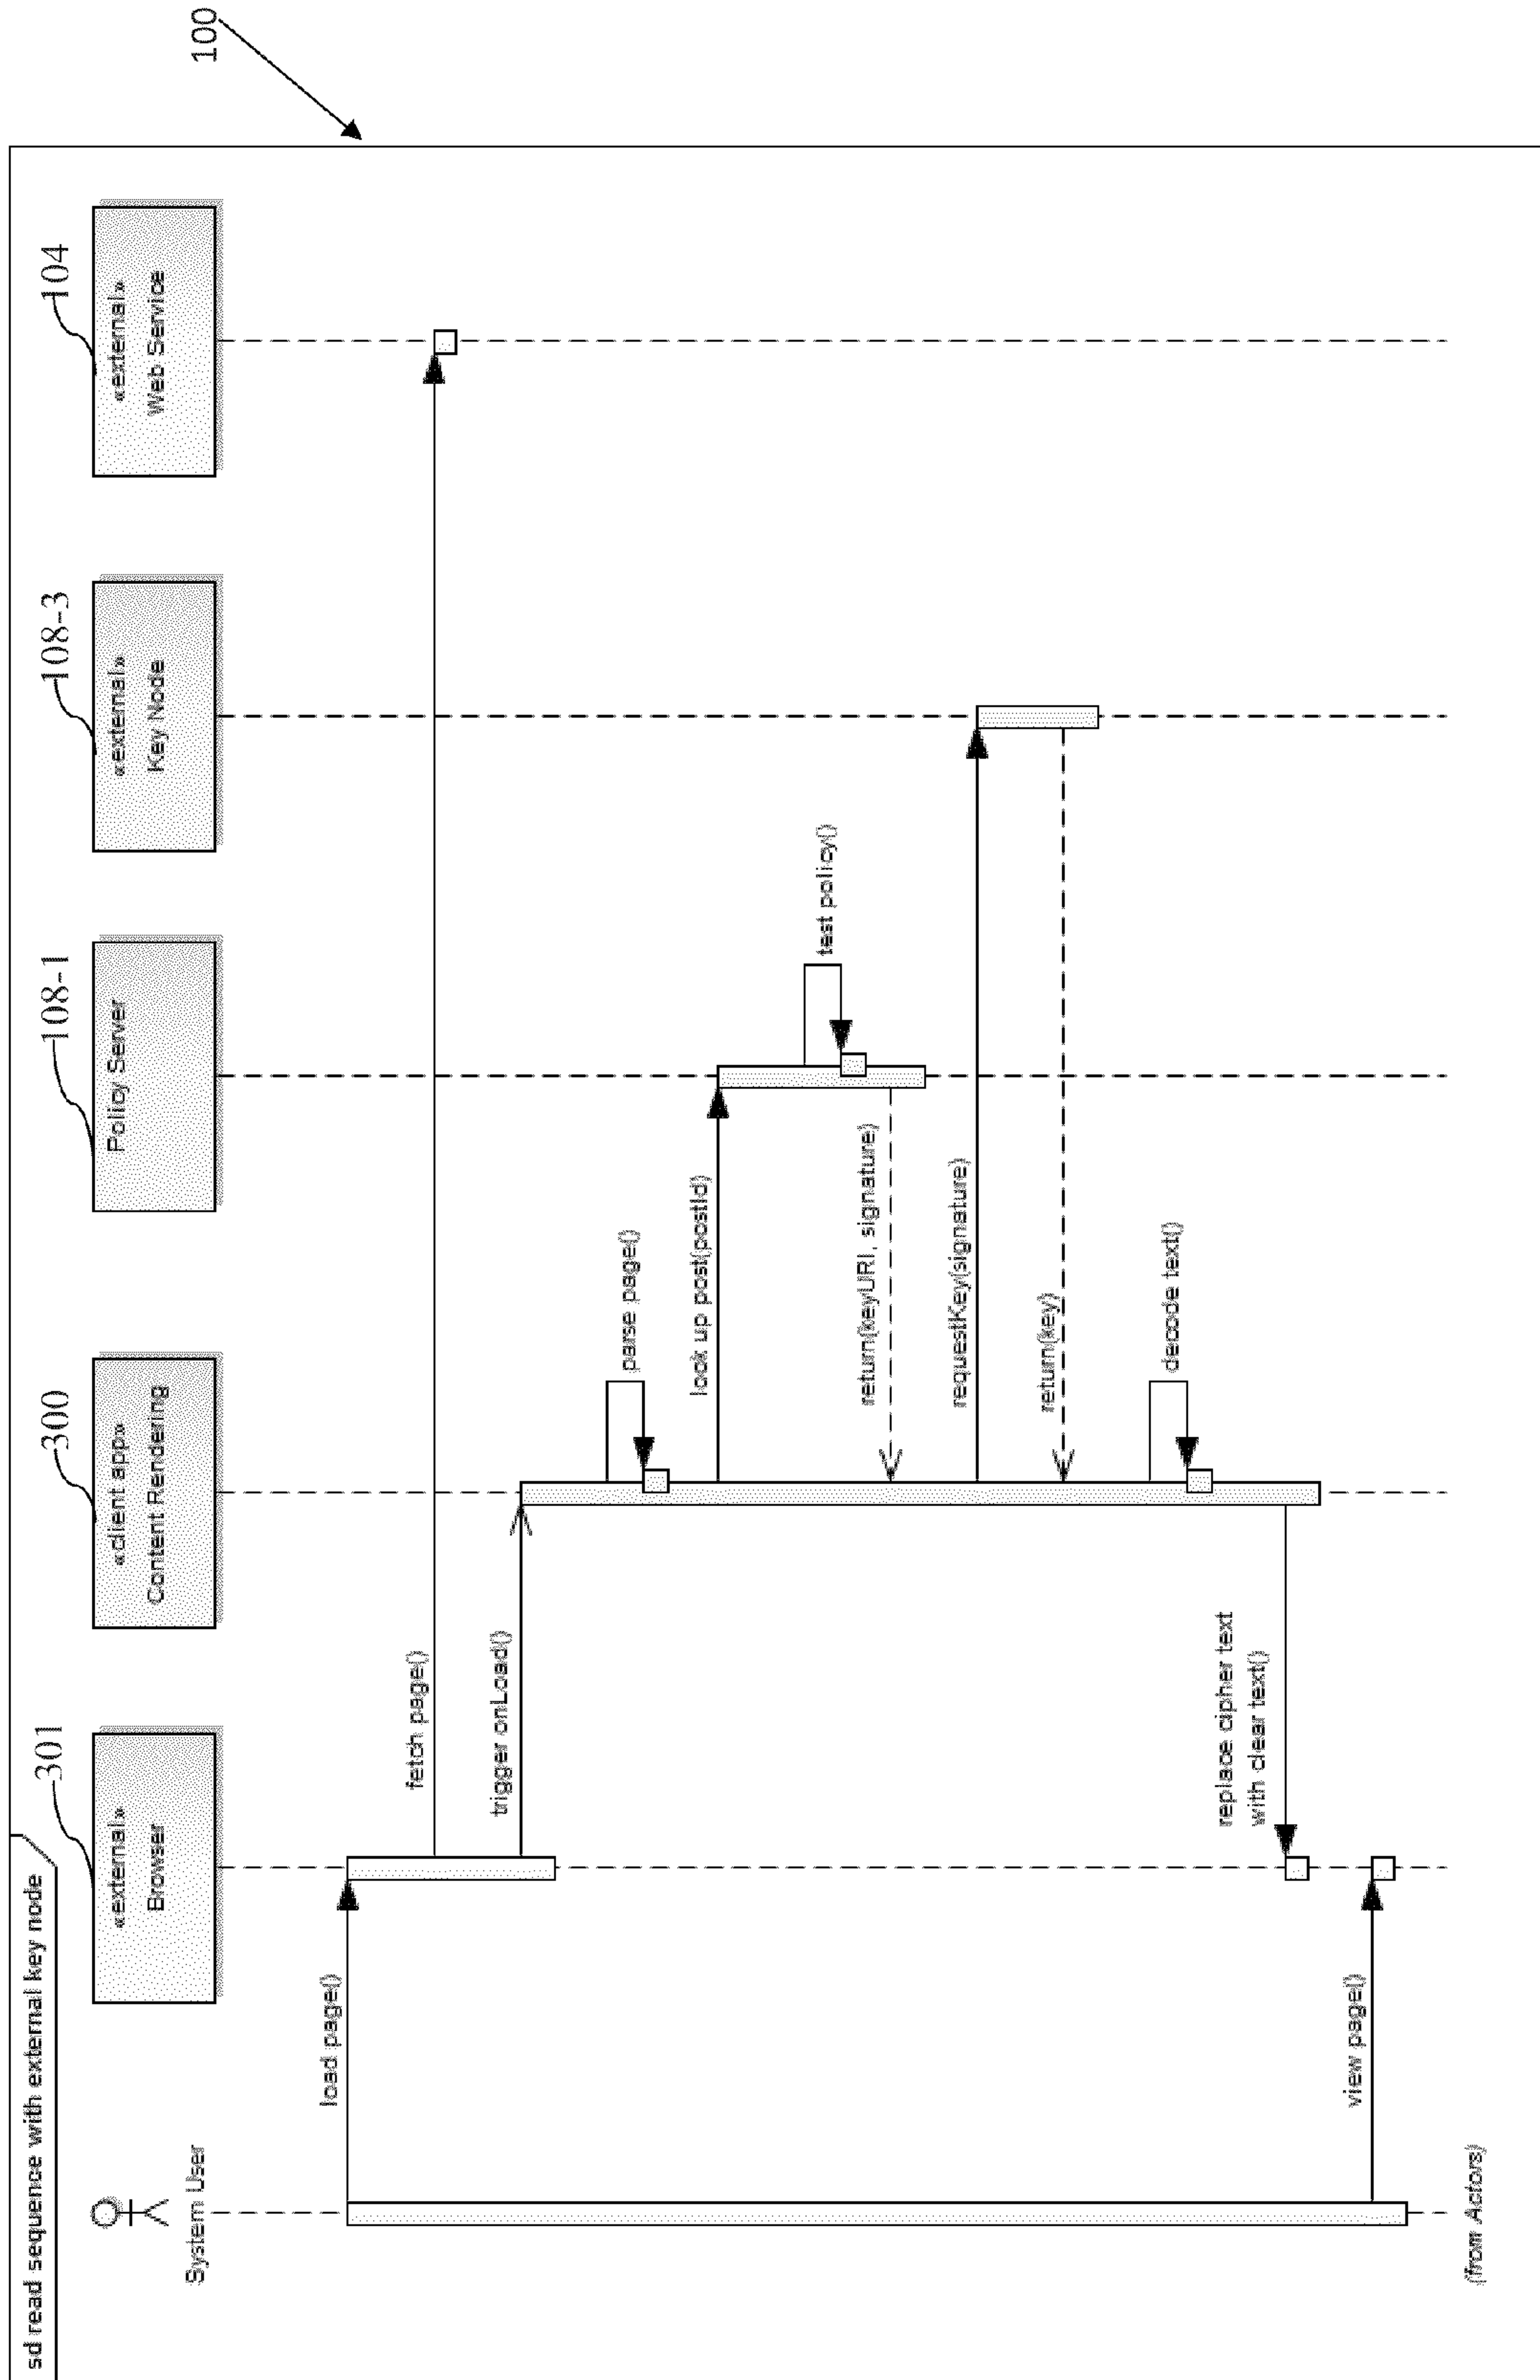 100
sd read sequence with external key node
System User
301
«external»
Browser
300
«client app»
Content Rendering
108-1
Policy Server
108-3
«external»
Key Node
104
«external»
Web Service
load page()
fetch page()
trigger onLoad()
parse page()
look up post(postId)
test policy()
return(keyURI, signature)
requestKey(signature)
return(key)
decode text()
replace cipher text
with clear text()
view page()
(from Actors)